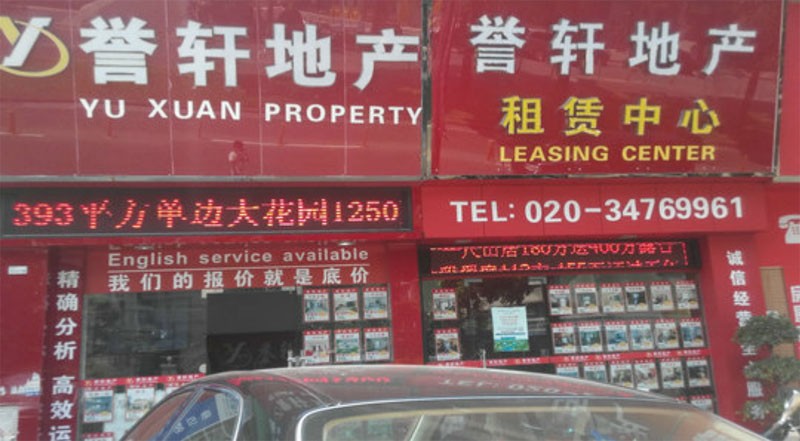 誉轩地产
YU XUAN PROPERTY
誉轩地产
租赁中心
LEASING CENTER
393平方单边大花园1250
TEL: 020-34769961
English service available
我们的报价就是底价
精确分析 高效运
诚信经营